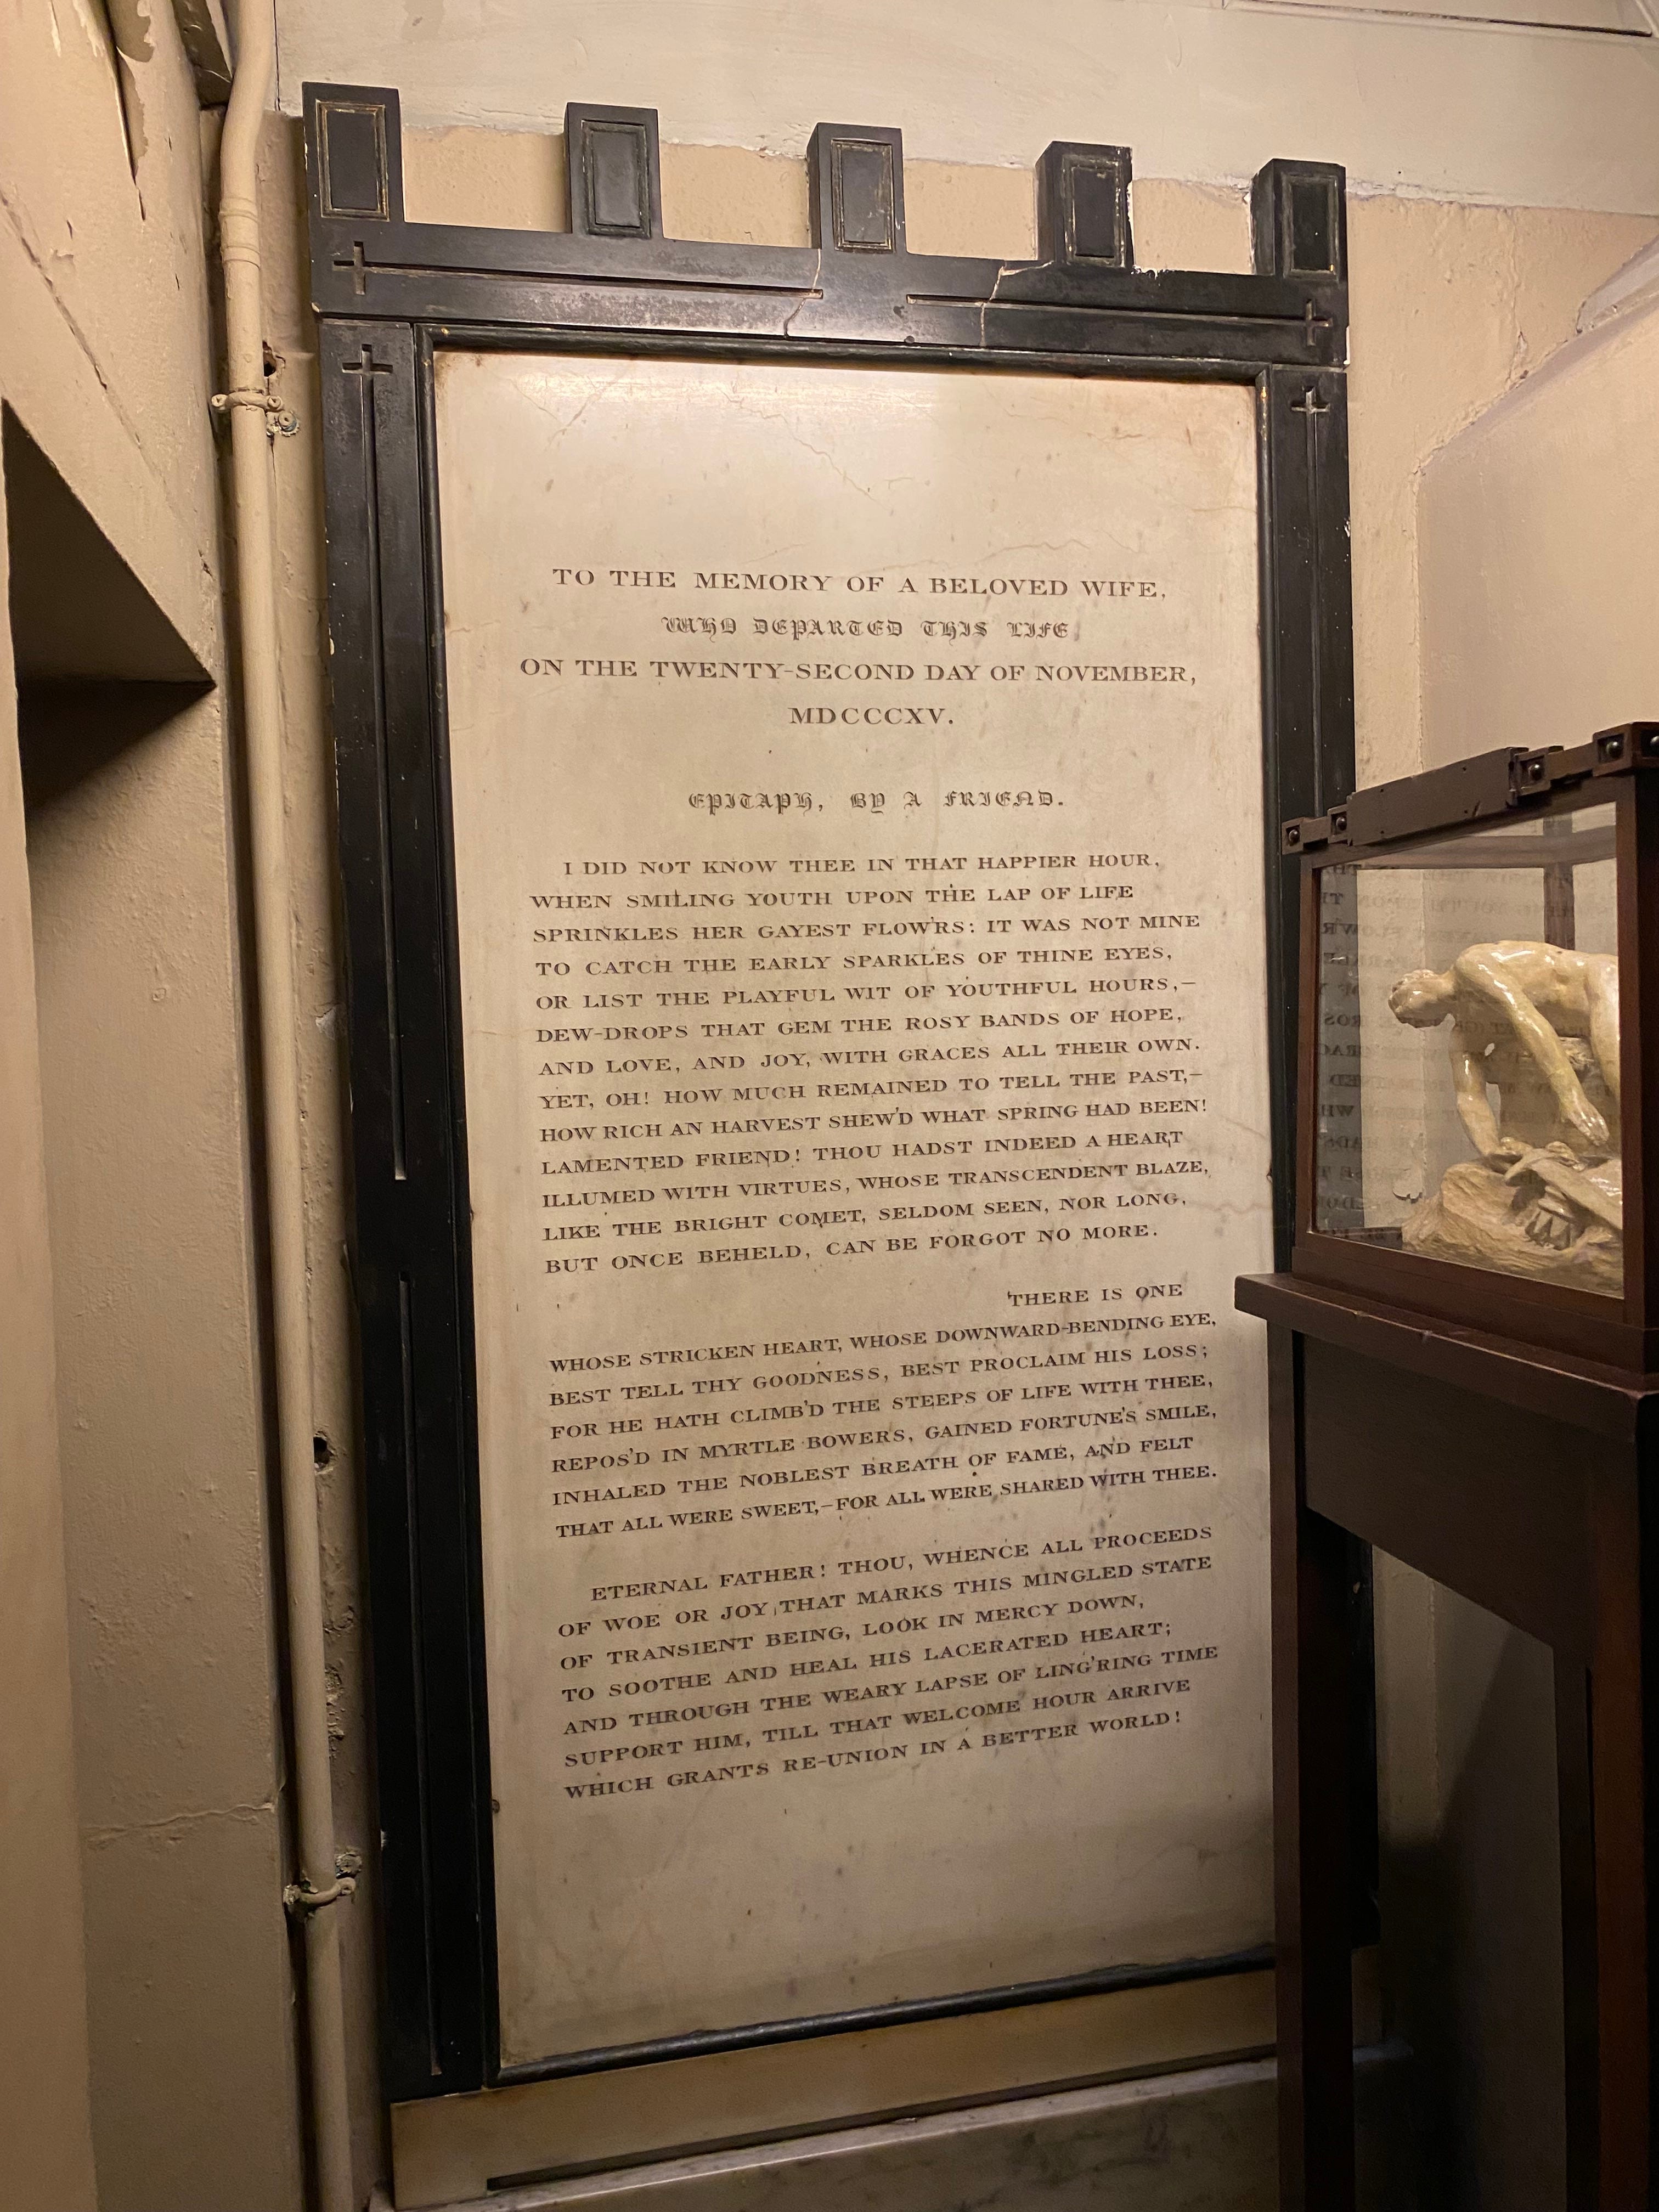 TO THE MEMORY OF A BELOVED WIFE,
WHO DEPARTED THIS LIFE
ON THE TWENTY-SECOND DAY OF NOVEMBER,
MDCCCXV.
EPITAPH, BY A FRIEND.
I DID NOT KNOW THEE IN THAT HAPPIER HOUR,
WHEN SMILING YOUTH UPON THE LAP OF LIFE
SPRINKLES HER GAYEST FLOW'RS: IT WAS NOT MINE
TO CATCH THE EARLY SPARKLES OF THINE EYES,
OR LIST THE PLAYFUL WIT OF YOUTHFUL HOURS,—
DEW-DROPS THAT GEM THE ROSY BANDS OF HOPE,
AND LOVE, AND JOY, WITH GRACES ALL THEIR OWN.
YET, OH! HOW MUCH REMAINED TO TELL THE PAST,—
HOW RICH AN HARVEST SHEW'D WHAT SPRING HAD BEEN!
LAMENTED FRIEND! THOU HADST INDEED A HEART
ILLUMED WITH VIRTUES, WHOSE TRANSCENDENT BLAZE,
LIKE THE BRIGHT COMET, SELDOM SEEN, NOR LONG,
BUT ONCE BEHELD, CAN BE FORGOT NO MORE.
THERE IS ONE
WHOSE STRICKEN HEART, WHOSE DOWNWARD-BENDING EYE,
BEST TELL THY GOODNESS, BEST PROCLAIM HIS LOSS;
FOR HE HATH CLIMB'D THE STEEPS OF LIFE WITH THEE,
REPOS'D IN MYRTLE BOWERS, GAINED FORTUNE'S SMILE,
INHALED THE NOBLEST BREATH OF FAME, AND FELT
THAT ALL WERE SWEET,—FOR ALL WERE SHARED WITH THEE.
ETERNAL FATHER! THOU, WHENCE ALL PROCEEDS
OF WOE OR JOY, THAT MARKS THIS MINGLED STATE
OF TRANSIENT BEING, LOOK IN MERCY DOWN,
TO SOOTHE AND HEAL HIS LACERATED HEART;
AND THROUGH THE WEARY LAPSE OF LING'RING TIME
SUPPORT HIM, TILL THAT WELCOME HOUR ARRIVE
WHICH GRANTS RE-UNION IN A BETTER WORLD!